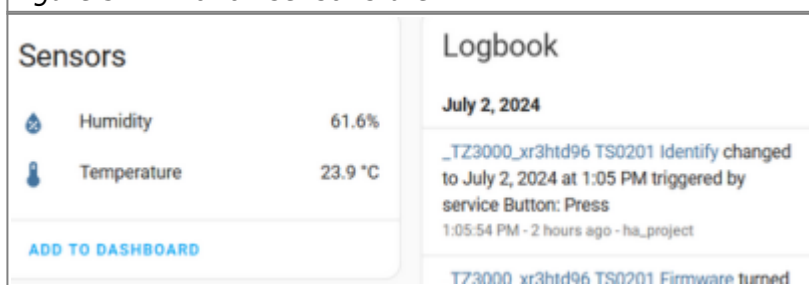 Sensors
Humidity 61.6%
Temperature 23.9 °C
ADD TO DASHBOARD
Logbook
July 2, 2024
_TZ3000_xr3htd96 TS0201 Identify changed
to July 2, 2024 at 1:05 PM triggered by
service Button: Press
1:05:54 PM - 2 hours ago - ha_project
_TZ3000_xr3htd96 TS0201 Firmware turned